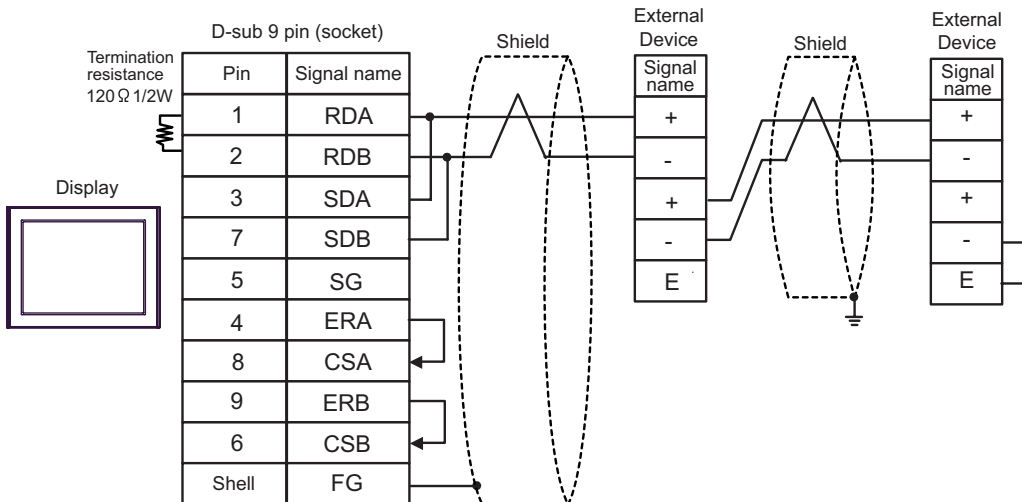 D-sub 9 pin (socket)
Termination
resistance
120 Ω 1/2W
Display
Pin Signal name
1 RDA
2 RDB
3 SDA
7 SDB
5 SG
4 ERA
8 CSA
9 ERB
6 CSB
Shell FG
Shield
External
Device
Signal
name
+
-
+
-
E
Shield
External
Device
Signal
name
+
-
+
-
E